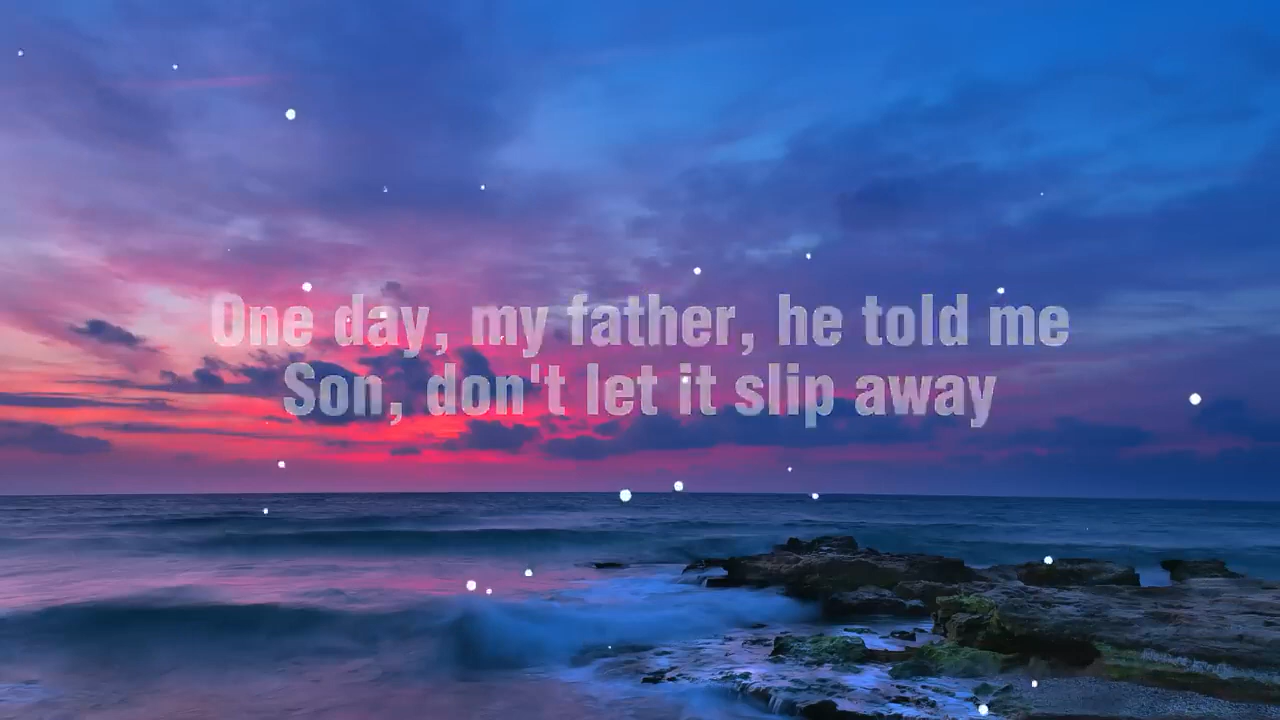 One day, my father, he told me
Son, don't let it slip away